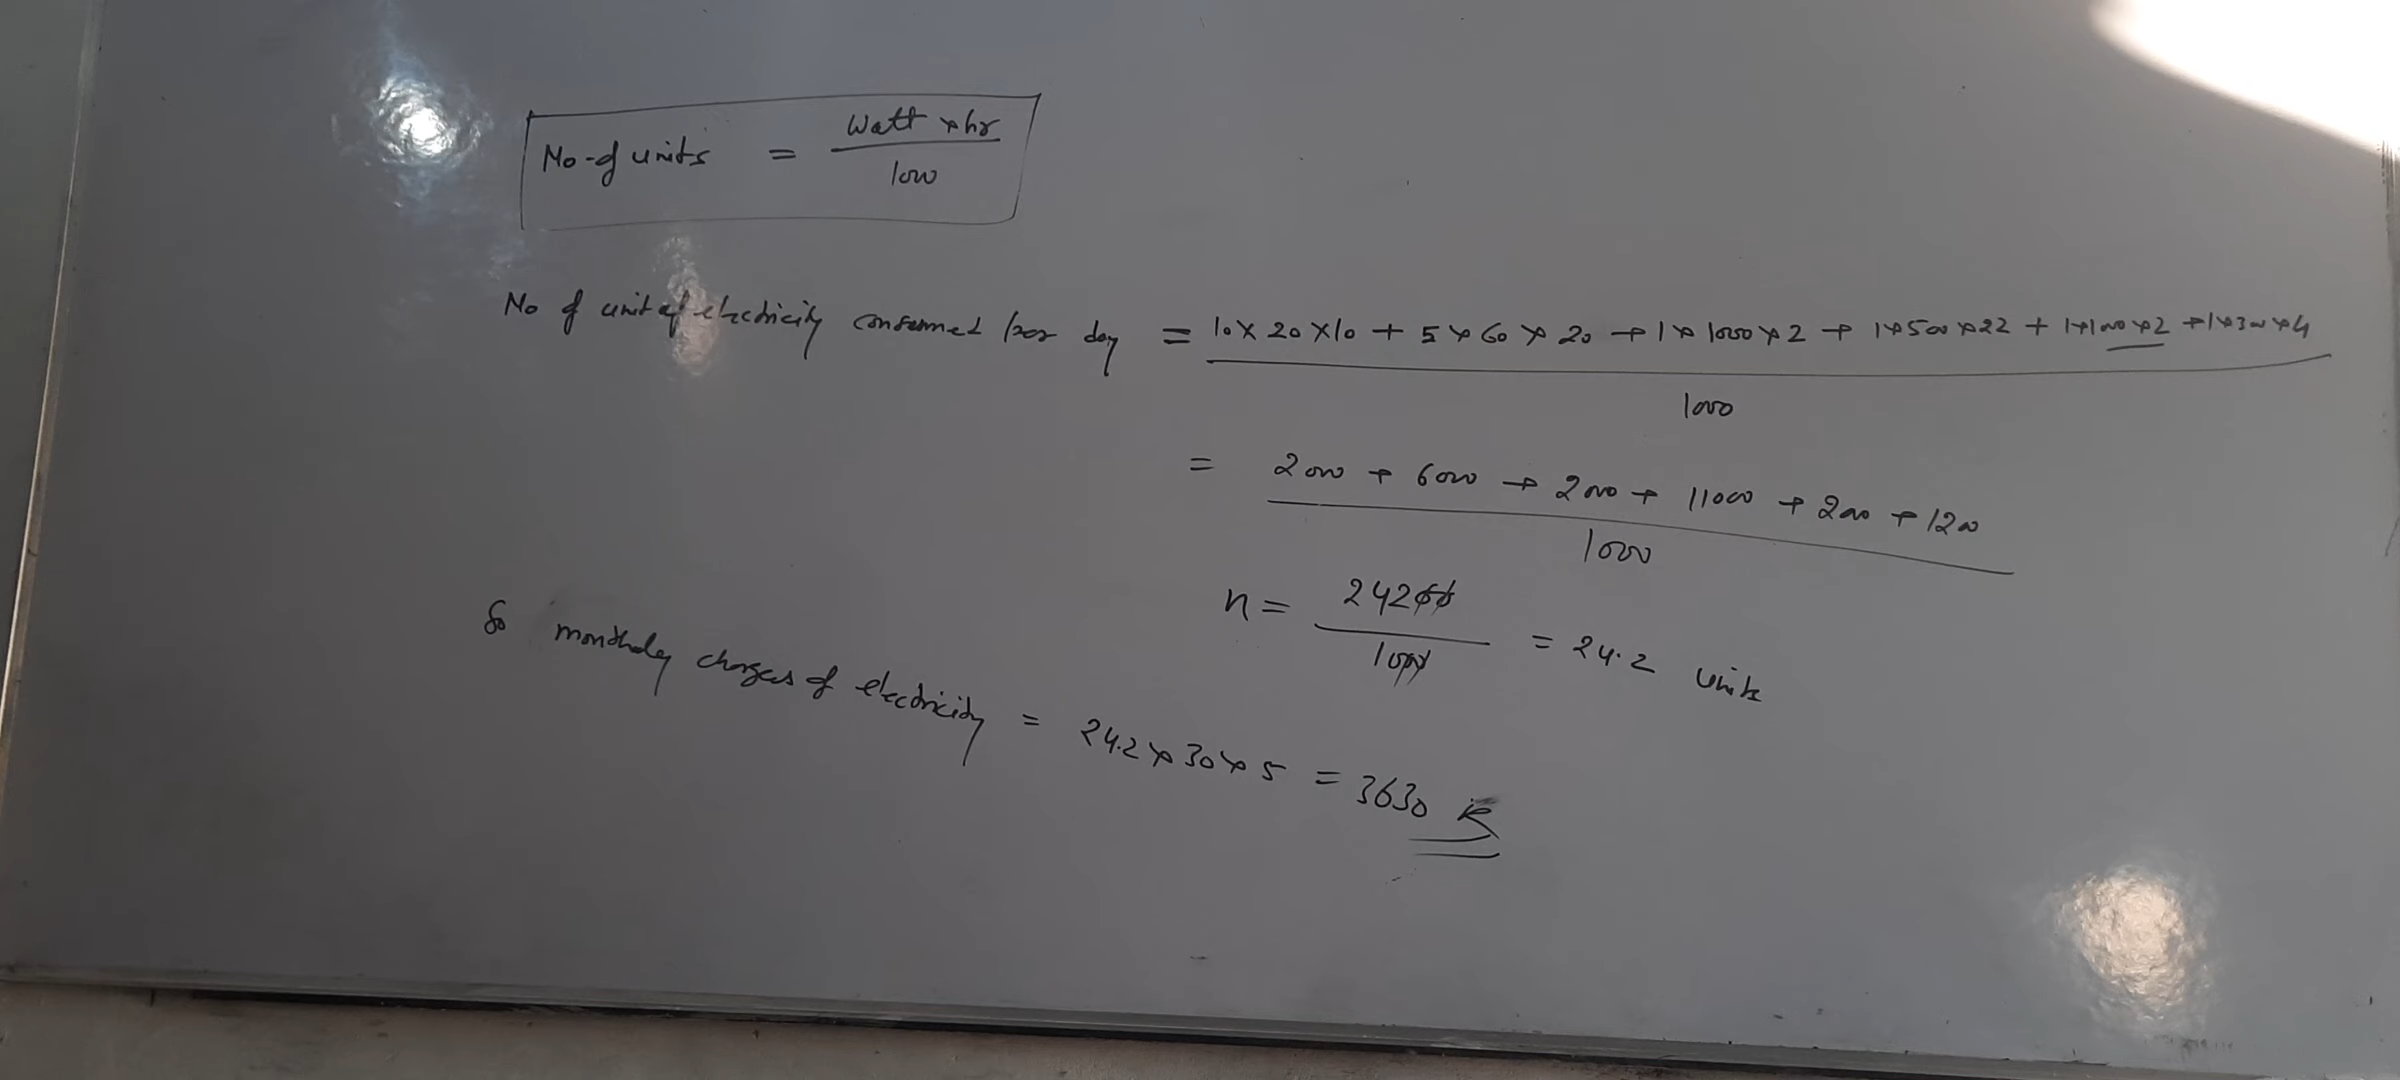 No. of units = Watt × hr / 1000
No of unit of electricity consumed per day = 10 × 20 × 10 + 5 × 60 × 20 + 1 × 1000 × 2 + 1 × 500 × 22 + 1 × 100 × 2 + 1 × 300 × 4 / 1000
= 2000 + 6000 + 2000 + 11000 + 2000 + 1200 / 1000
n = 24200 / 1000 = 24.2 units
So monthaly charges of electricity = 24.2 × 30 × 5 = 3630 Rs